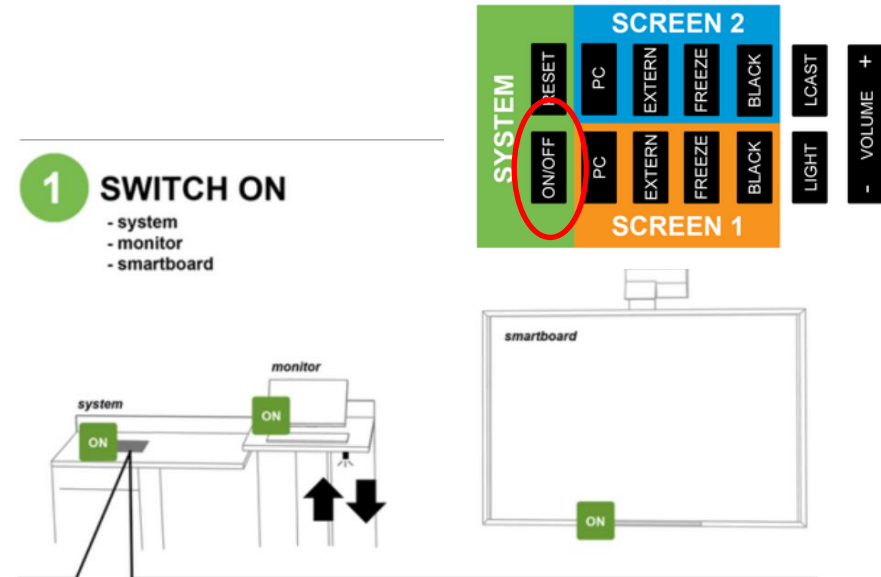 SCREEN 2
SYSTEM
RESET
PC
EXTERN
FREEZE
BLACK
LCAST
ON/OFF
PC
EXTERN
FREEZE
BLACK
LIGHT
- VOLUME +
SCREEN 1
1 SWITCH ON
- system
- monitor
- smartboard
monitor
system
ON
ON
smartboard
ON